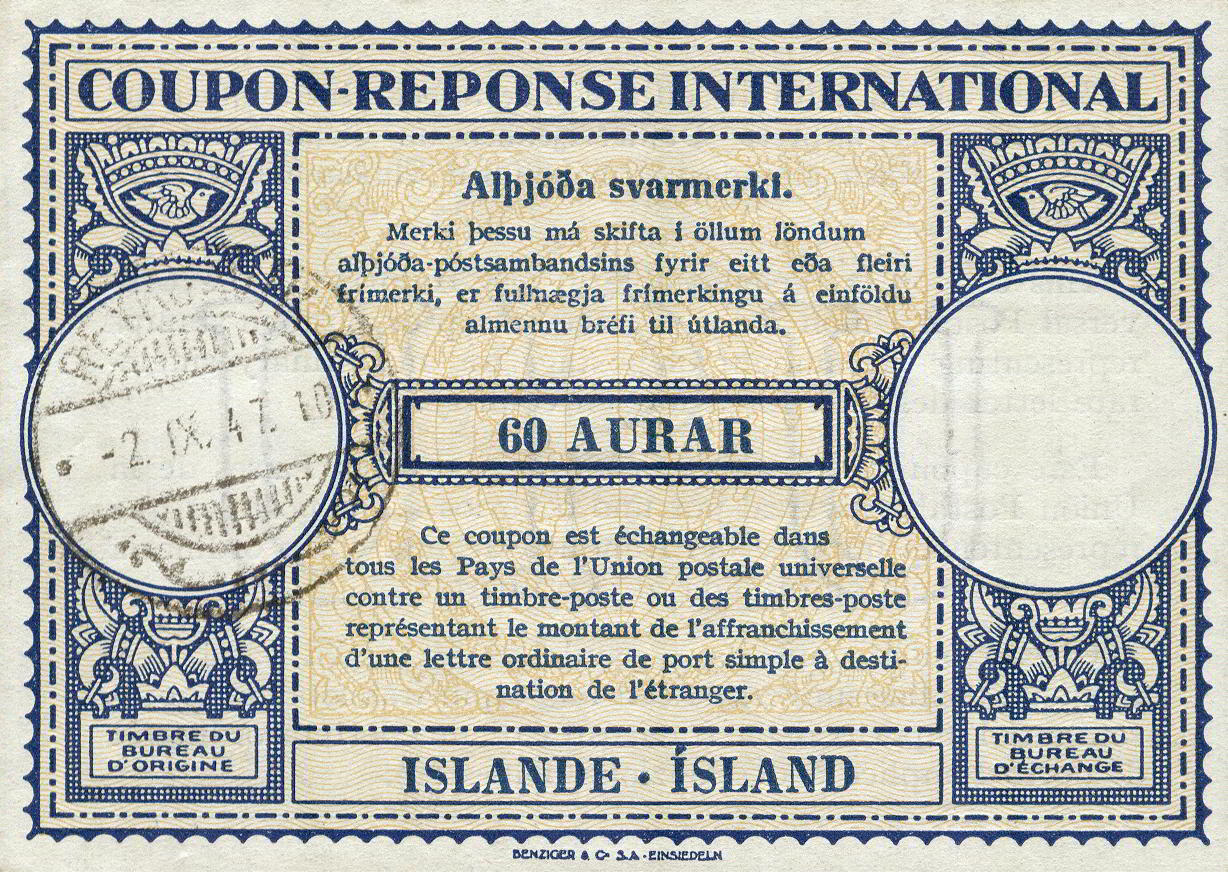 COUPON-REPONSE INTERNATIONAL
Alþjóða svarmerki.
Merki þessu má skifta í öllum löndum
alþjóða-póstsambandsins fyrir eitt eða fleiri
frímerki, er fullnægja frímerkingu á einföldu
almennu bréfi til útlanda.
-2. IX. 47. 18
60 AURAR
Ce coupon est échangeable dans
tous les Pays de l'Union postale universelle
contre un timbre-poste ou des timbres-poste
représentant le montant de l'affranchissement
d'une lettre ordinaire de port simple à desti-
nation de l'étranger.
TIMBRE DU
BUREAU
D'ORIGINE
TIMBRE DU
BUREAU
D'ÉCHANGE
ISLANDE · ÍSLAND
BENZIGER & Co S.A · EINSIEDELN